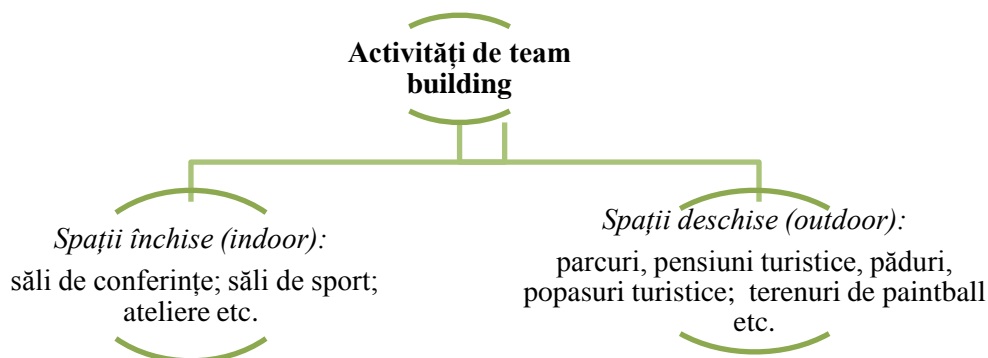 Activități de team
building
Spații închise (indoor):
săli de conferințe; săli de sport;
ateliere etc.
Spații deschise (outdoor):
parcuri, pensiuni turistice, păduri,
popasuri turistice;  terenuri de paintball
etc.